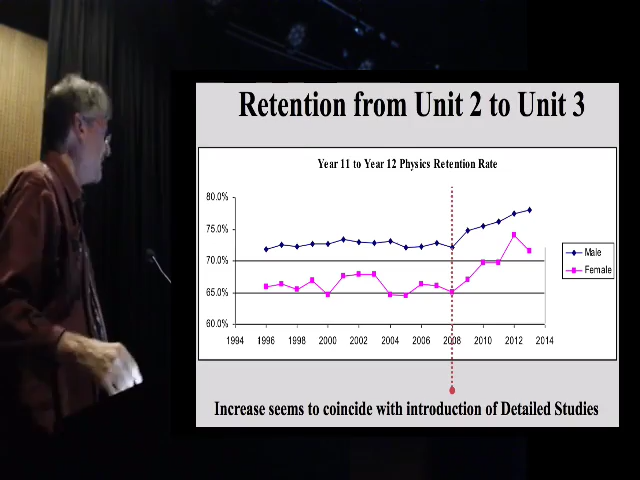 Retention from Unit 2 to Unit 3
Year 11 to Year 12 Physics Retention Rate
80.0%
75.0%
70.0%
65.0%
60.0%
1994 1996 1998 2000 2002 2004 2006 2008 2010 2012 2014
Male
Female
Increase seems to coincide with introduction of Detailed Studies